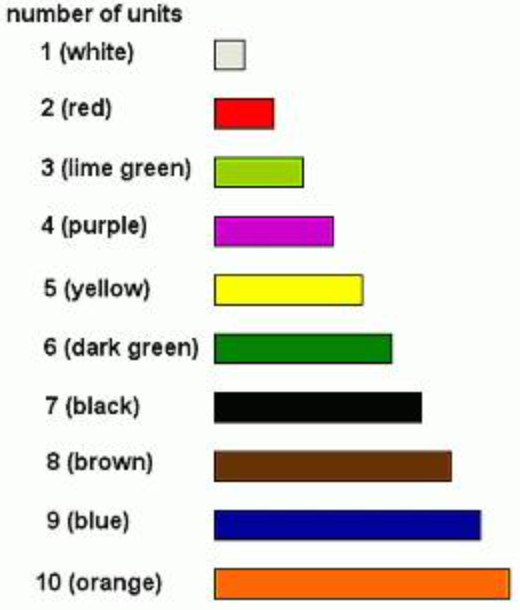 number of units
1 (white)
2 (red)
3 (lime green)
4 (purple)
5 (yellow)
6 (dark green)
7 (black)
8 (brown)
9 (blue)
10 (orange)